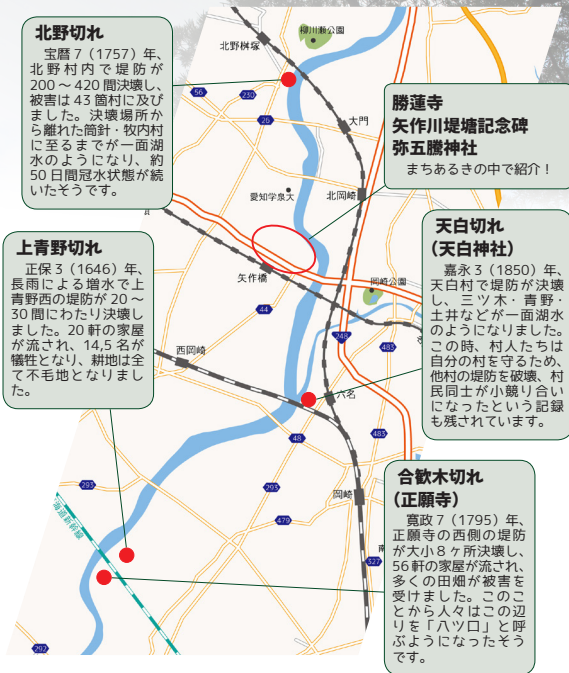 北野切れ
宝暦7(1757)年、
北野村内で堤防が
200～420間決壊し、
被害は43箇村に及び
ました。決壊場所か
ら離れた筒針・牧内村
に至るまでが一面湖
水のようになり、約
50日間冠水状態が続
いたそうです。
上青野切れ
正保3(1646)年、
長雨による増水で上
青野西の堤防が20～
30間にわたり決壊し
ました。20軒の家屋
が流され、14,5名が
犠牲となり、耕地は全
て不毛地となりまし
た。
勝蓮寺
矢作川堤塘記念碑
弥五騰神社
まちあるきの中で紹介！
天白切れ
(天白神社)
嘉永3(1850)年、
天白村で堤防が決壊
し、三ツ木・青野・
土井などが一面湖水
のようになりました。
この時、村人たちは
自分の村を守るため、
他村の堤防を破壊、村
民同士が小競り合い
になったという記録
も残されています。
合歓木切れ
(正願寺)
寛政7(1795)年、
正願寺の西側の堤防
が大小8ヶ所決壊し、
56軒の家屋が流され、
多くの田畑が被害を
受けました。このこ
とから人々はこの辺
りを「八ツ口」と呼
ぶようになったそう
です。
柳川瀬公園
北野桝塚
56
230
26
大門
愛知学泉大
北岡崎
矢作橋
岡崎公園
44
248
483
西岡崎
六名
48
483
293
293
岡崎
479
327
東海道新幹線
292